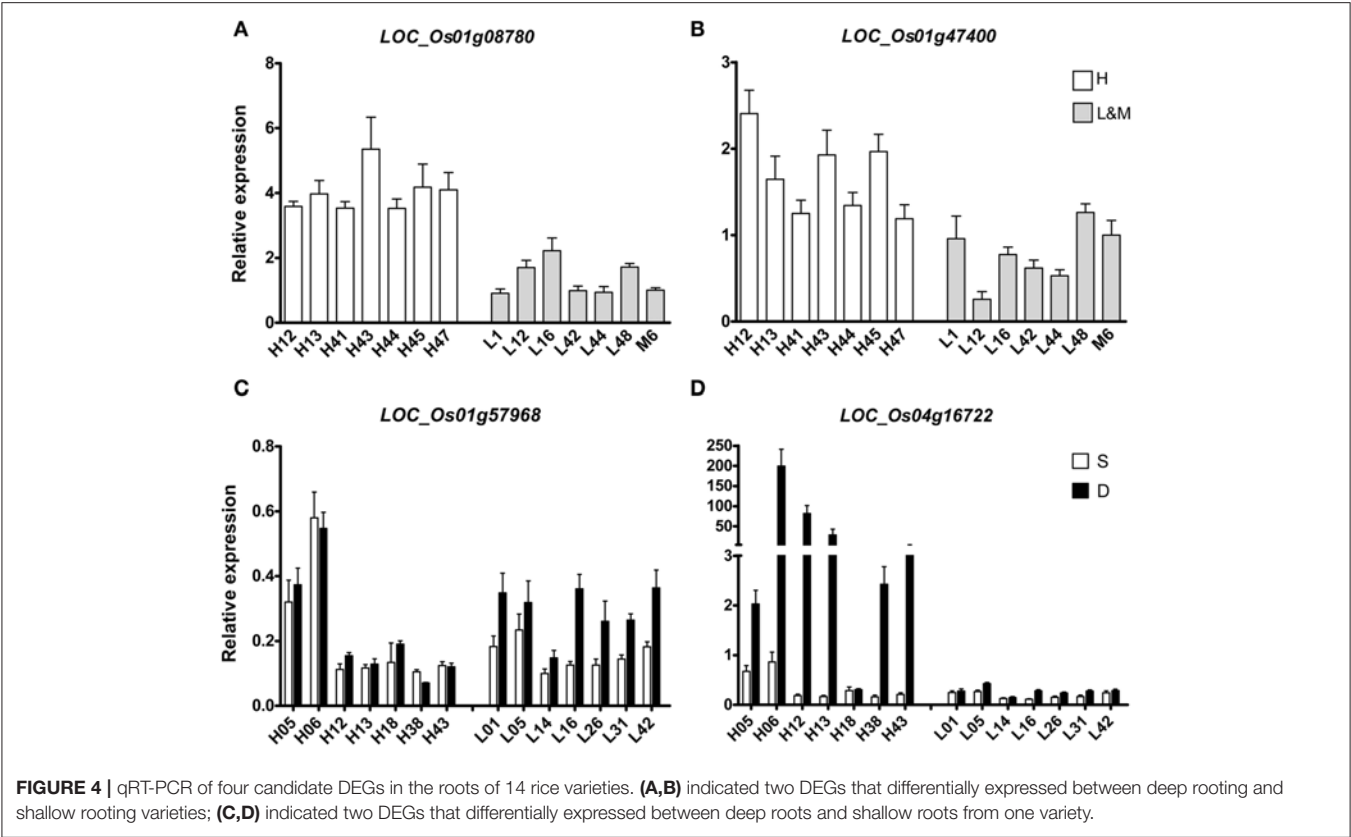 A
LOC_Os01g08780
Relative expression
8
6
4
2
0
H12 H13 H41 H43 H44 H45 H47 L1 L12 L16 L42 L44 L48 M6
B
LOC_Os01g47400
3
2
1
0
H12 H13 H41 H43 H44 H45 H47 L1 L12 L16 L42 L44 L48 M6
H
L&M
C
LOC_Os01g57968
Relative expression
0.8
0.6
0.4
0.2
0.0
H05 H06 H12 H13 H18 H38 H43 L01 L05 L14 L16 L26 L31 L42
D
LOC_Os04g16722
250
200
150
100
50
3
2
1
0
H05 H06 H12 H13 H18 H38 H43 L01 L05 L14 L16 L26 L31 L42
S
D
FIGURE 4 | qRT-PCR of four candidate DEGs in the roots of 14 rice varieties. (A,B) indicated two DEGs that differentially expressed between deep rooting and
shallow rooting varieties; (C,D) indicated two DEGs that differentially expressed between deep roots and shallow roots from one variety.